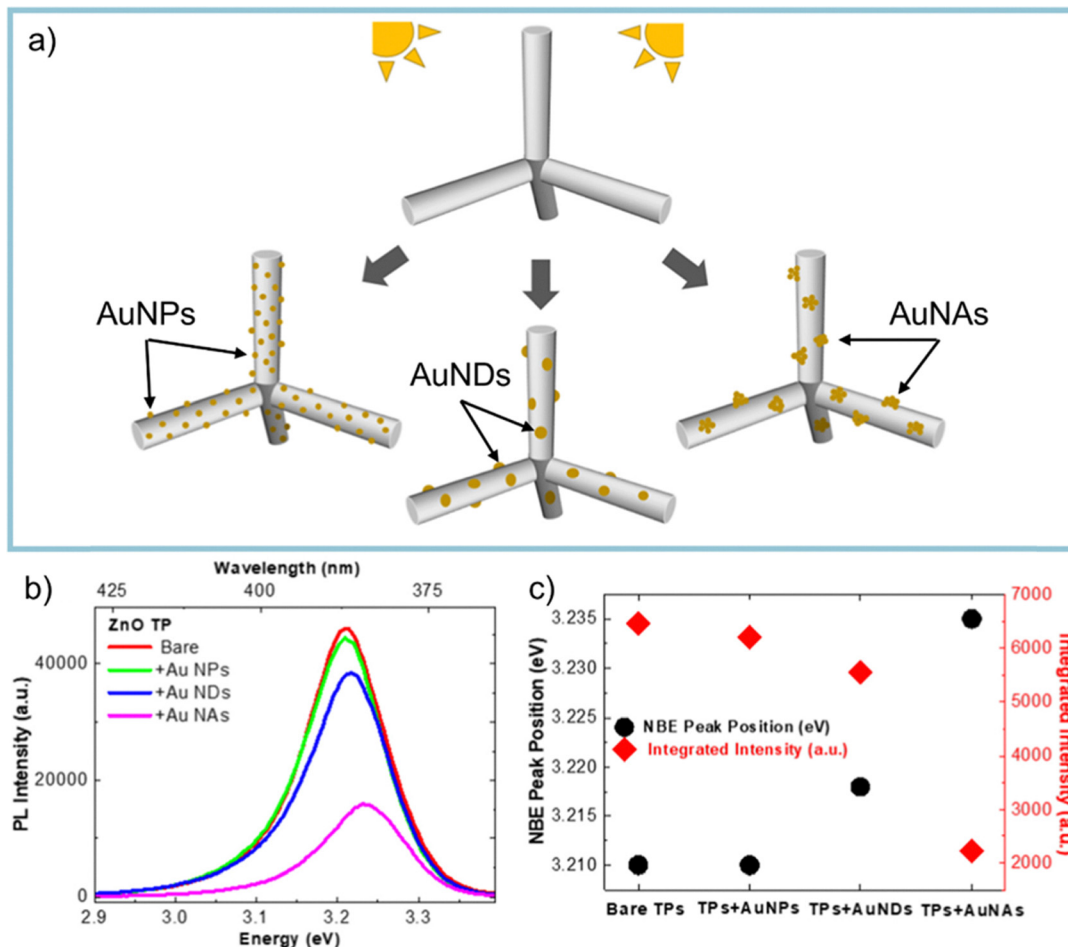 a)
AuNPs
AuNDs
AuNAs
b)
Wavelength (nm)
425 400 375
ZnO TP
Bare
+Au NPs
+Au NDs
+Au NAs
PL Intensity (a.u.)
40000
20000
0
2.9 3.0 3.1 3.2 3.3
Energy (eV)
c)
NBE Peak Position (eV)
3.235
3.230
3.225
3.220
3.215
3.210
NBE Peak Position (eV)
Integrated Intensity (a.u.)
7000
6000
5000
4000
3000
2000
Integrated Intensity
(a.u.)
Bare TPs TPs+AuNPs TPs+AuNDs TPs+AuNAs